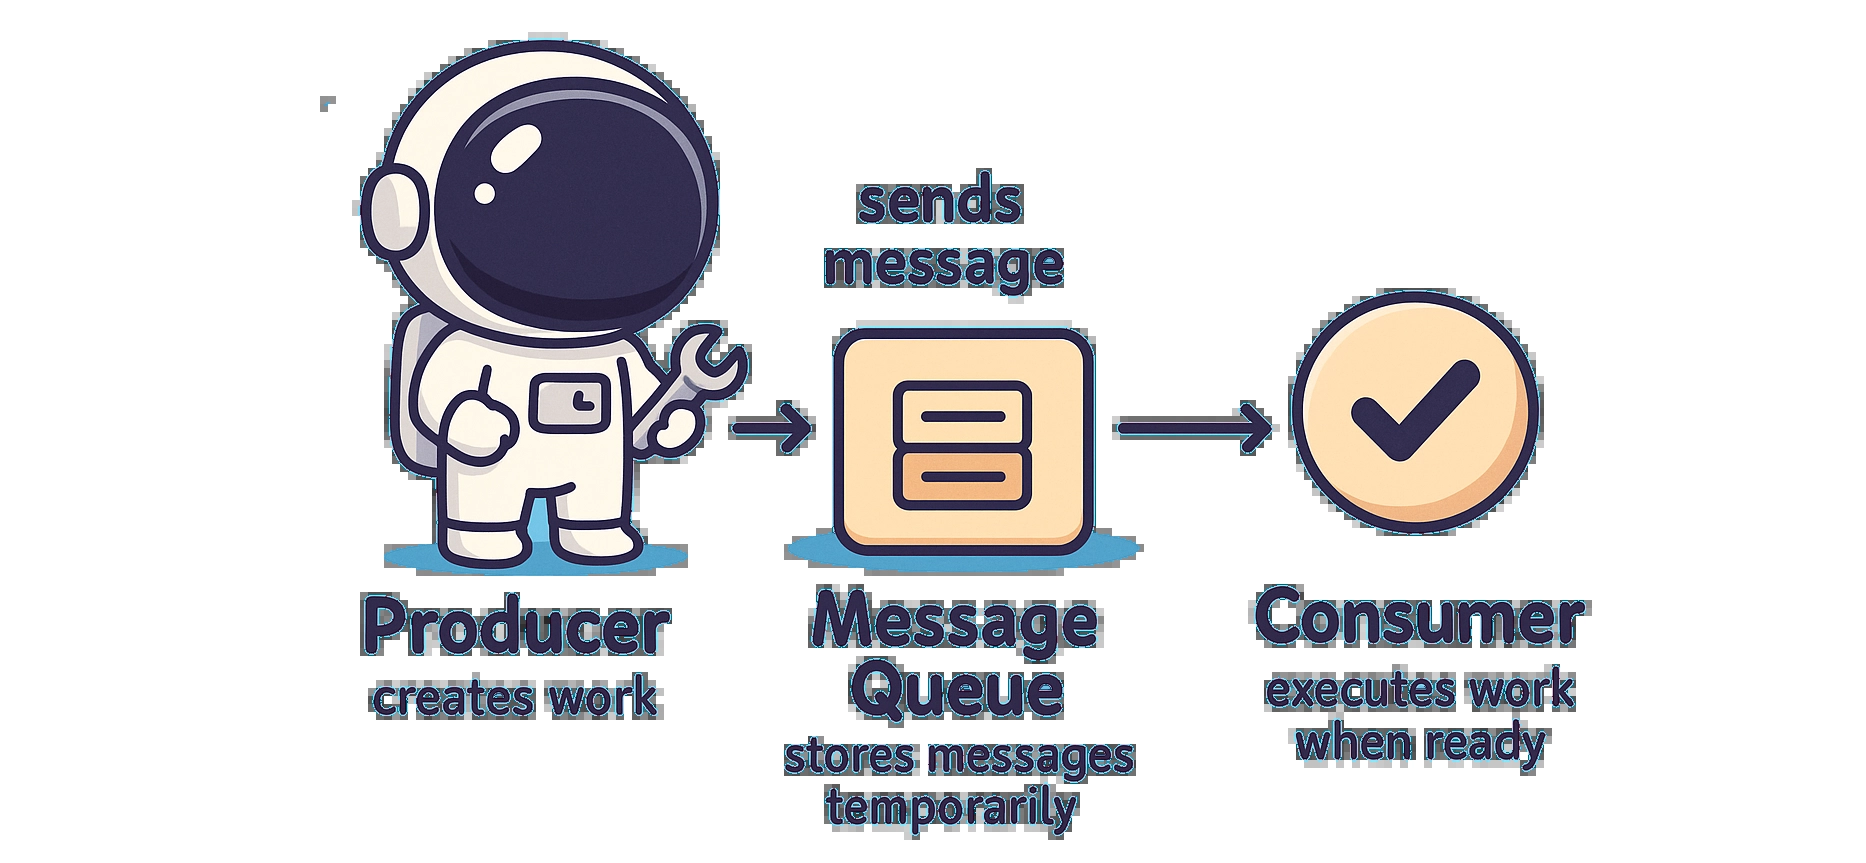 sends
message
Producer
creates work
Message
Queue
stores messages
temporarily
Consumer
executes work
when ready